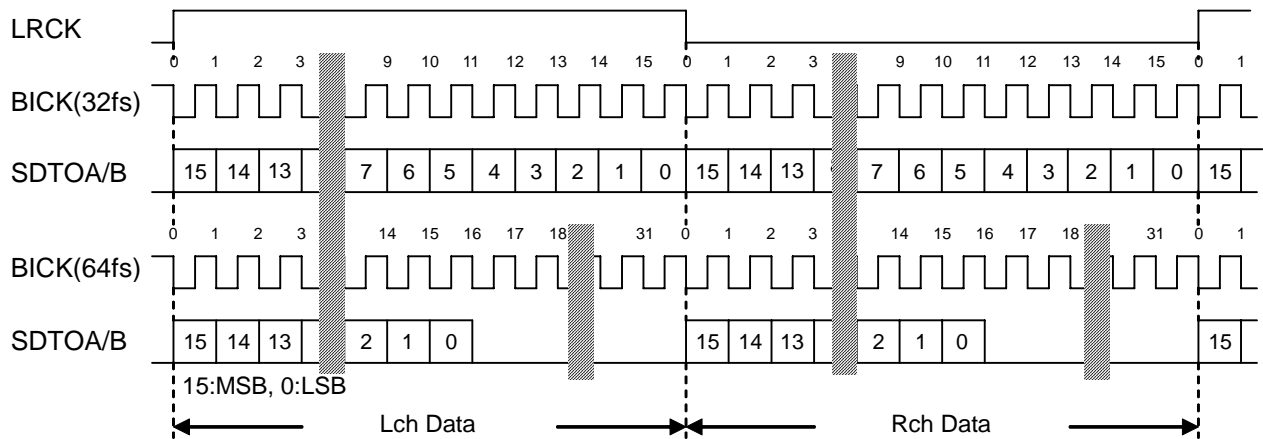 LRCK
0 1 2 3 9 10 11 12 13 14 15 0 1 2 3 9 10 11 12 13 14 15 0 1
BICK(32fs)
SDTOA/B 15 14 13 7 6 5 4 3 2 1 0 15 14 13 7 6 5 4 3 2 1 0 15
0 1 2 3 14 15 16 17 18 31 0 1 2 3 14 15 16 17 18 31 0 1
BICK(64fs)
SDTOA/B 15 14 13 2 1 0 15 14 13 2 1 0 15
15:MSB, 0:LSB
Lch Data Rch Data